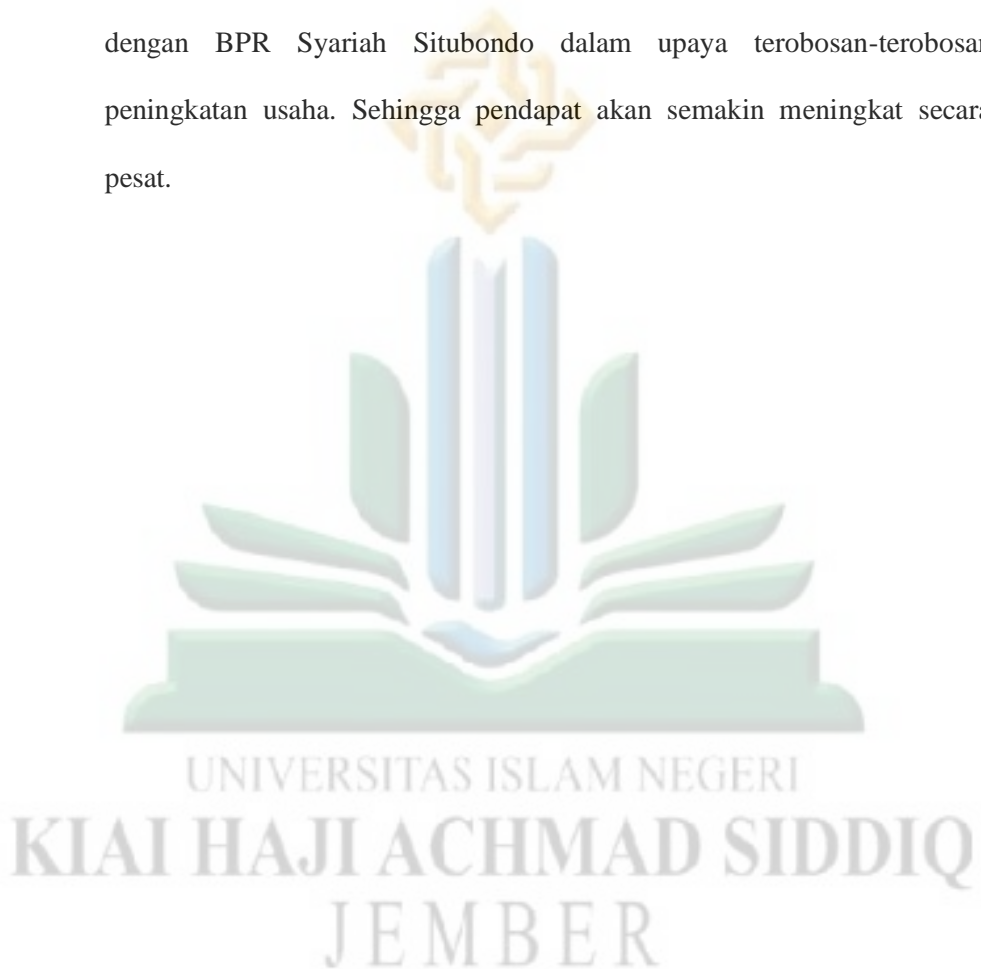 dengan BPR Syariah Situbondo dalam upaya terobosan-terobosan
peningkatan usaha. Sehingga pendapat akan semakin meningkat secara
pesat.
UNIVERSITAS ISLAM NEGERI
KIAI HAJI ACHMAD SIDDIQ
JEMBER